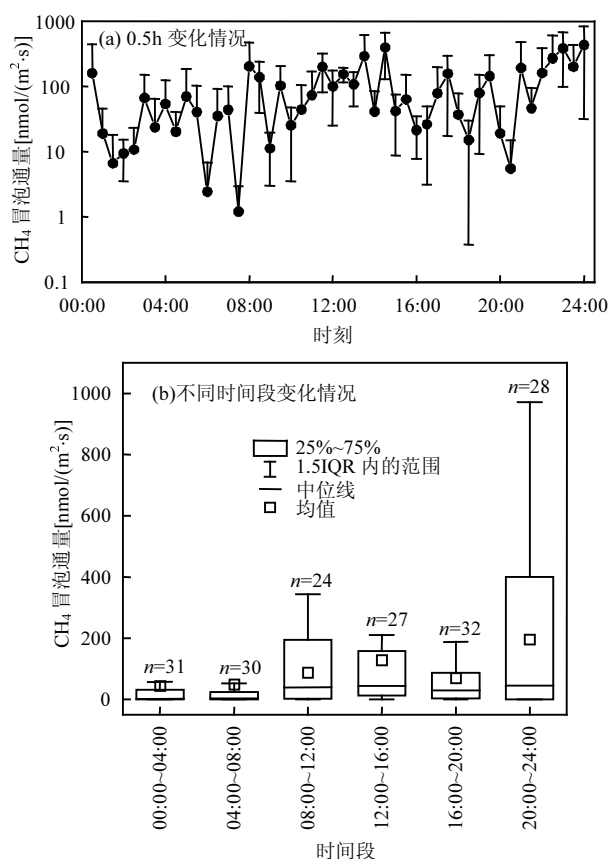 1000
(a) 0.5h 变化情况
100
10
1
0.1
CH₄ 冒泡通量[nmol/(m²·s)]
00:00 04:00 08:00 12:00 16:00 20:00 24:00
时刻
(b)不同时间段变化情况
n=28
1000
25%~75%
1.5IQR 内的范围
中位线
均值
800
600
400
200
0
CH₄ 冒泡通量[nmol/(m²·s)]
n=31 n=30 n=24 n=27 n=32
00:00~04:00 04:00~08:00 08:00~12:00 12:00~16:00 16:00~20:00 20:00~24:00
时间段